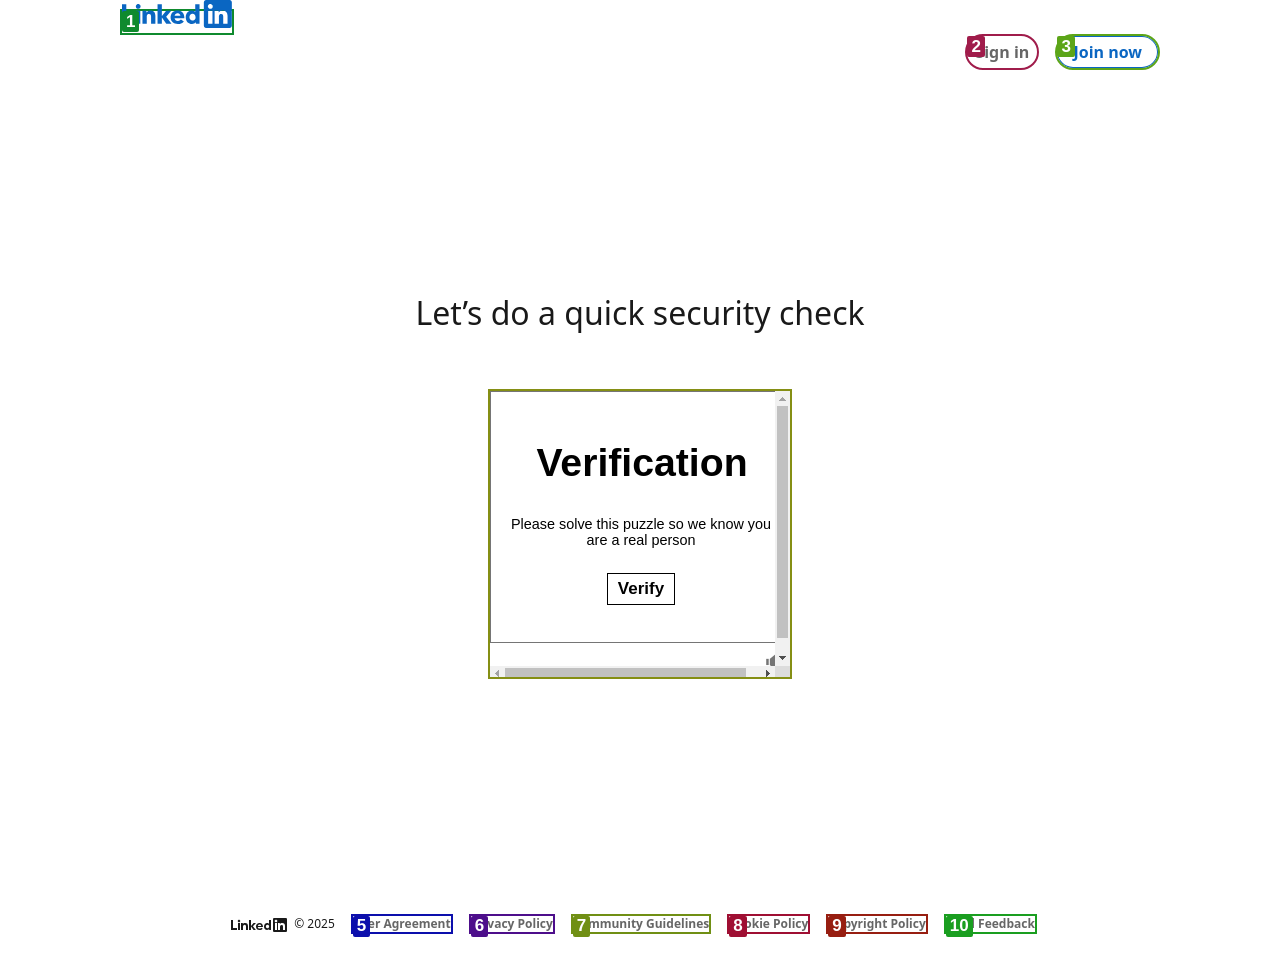 Linkedin
1
2 ign in
3 Join now
Let's do a quick security check
Verification
Please solve this puzzle so we know you
are a real person
Verify
Linkedin © 2025 5 er Agreement 6 vacy Policy 7 mmunity Guidelines 8 okie Policy 9 pyright Policy 10 Feedback